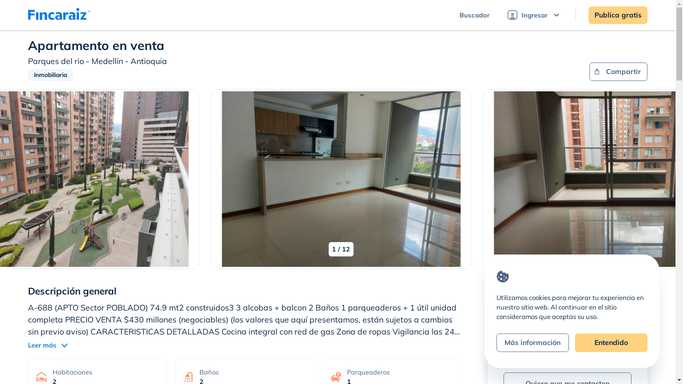 Fincaraiz
Buscador
Ingresar
Publica gratis
Apartamento en venta
Parques del rio - Medellín - Antioquia
Inmobiliaria
Compartir
1 / 12
Descripción general
A-688 (APTO Sector POBLADO) 74.9 mt2 construidos3 3 alcobas + balcon 2 Baños 1 parqueaderos + 1 útil unidad
completa PRECIO VENTA $430 millones (negociables) (los valores que aquí presentamos, están sujetos a cambios
sin previo aviso) CARACTERISTICAS DETALLADAS Cocina integral con red de gas Zona de ropas Vigilancia las 24...
Leer más
Habitaciones
2
Baños
2
Parqueaderos
1
Utilizamos cookies para mejorar tu experiencia en
nuestro sitio web. Al continuar en el sitio
consideramos que aceptas su uso.
Más información
Entendido
Quiero que me contacten